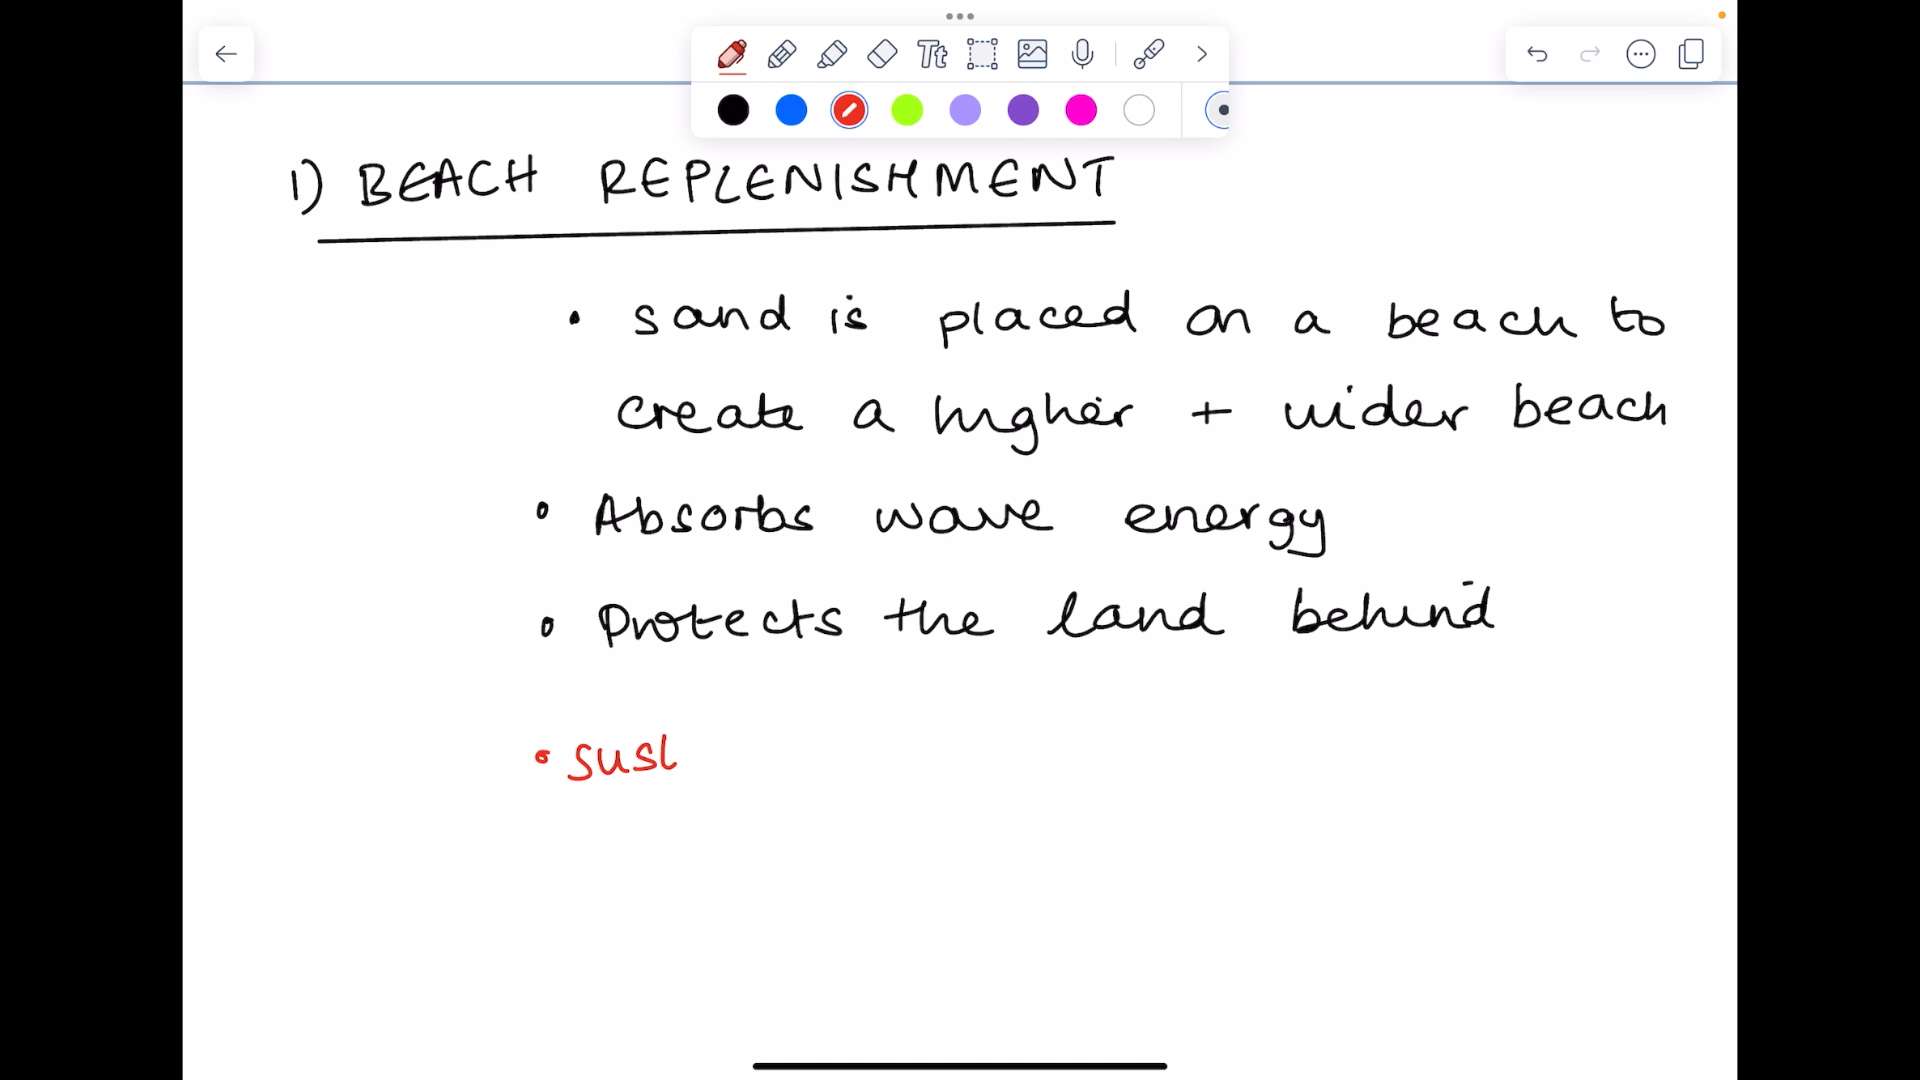 Tt
1) BEACH REPLENISHMENT
• sand is placed on a beach to
create a higher + wider beach
• Absorbs wave energy
• Protects the land behind
• susl